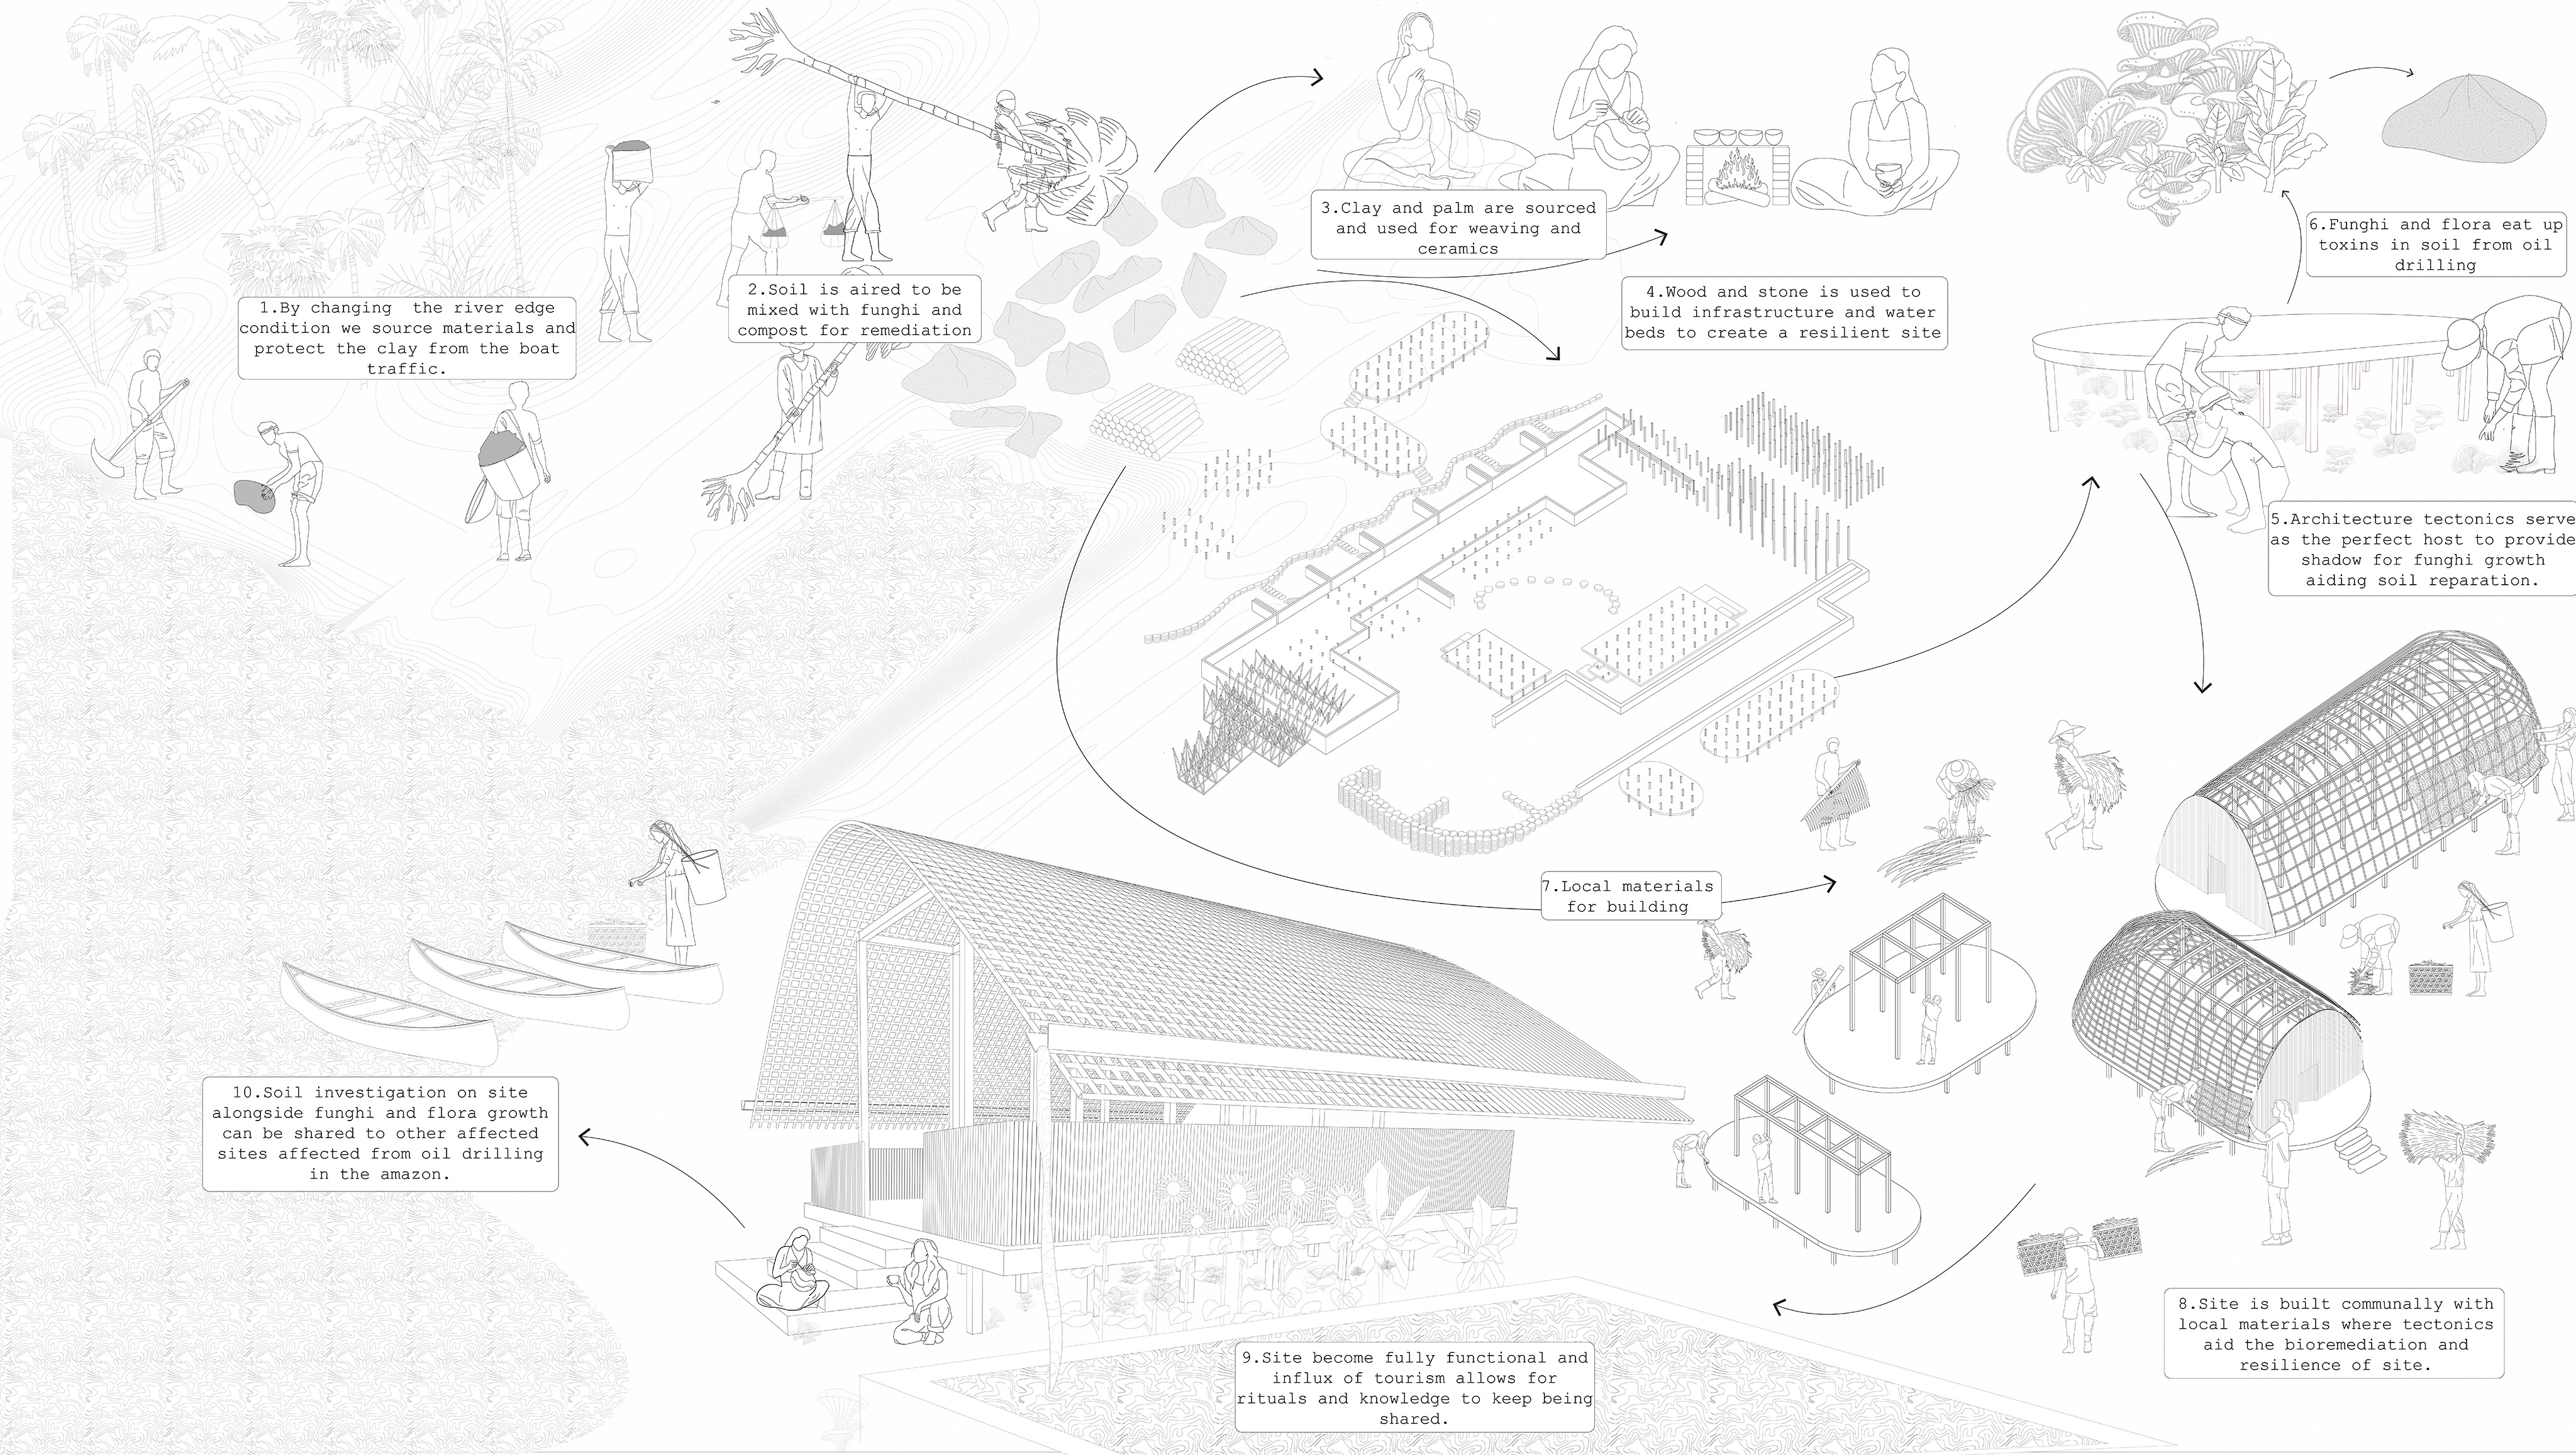 1.By changing  the river edge
condition we source materials and
protect the clay from the boat
traffic.
2.Soil is aired to be
mixed with funghi and
compost for remediation
3.Clay and palm are sourced
and used for weaving and
ceramics
4.Wood and stone is used to
build infrastructure and water
beds to create a resilient site
5.Architecture tectonics serve
as the perfect host to provide
shadow for funghi growth
aiding soil reparation.
6.Funghi and flora eat up
toxins in soil from oil
drilling
7.Local materials
for building
8.Site is built communally with
local materials where tectonics
aid the bioremediation and
resilience of site.
9.Site become fully functional and
influx of tourism allows for
rituals and knowledge to keep being
shared.
10.Soil investigation on site
alongside funghi and flora growth
can be shared to other affected
sites affected from oil drilling
in the amazon.